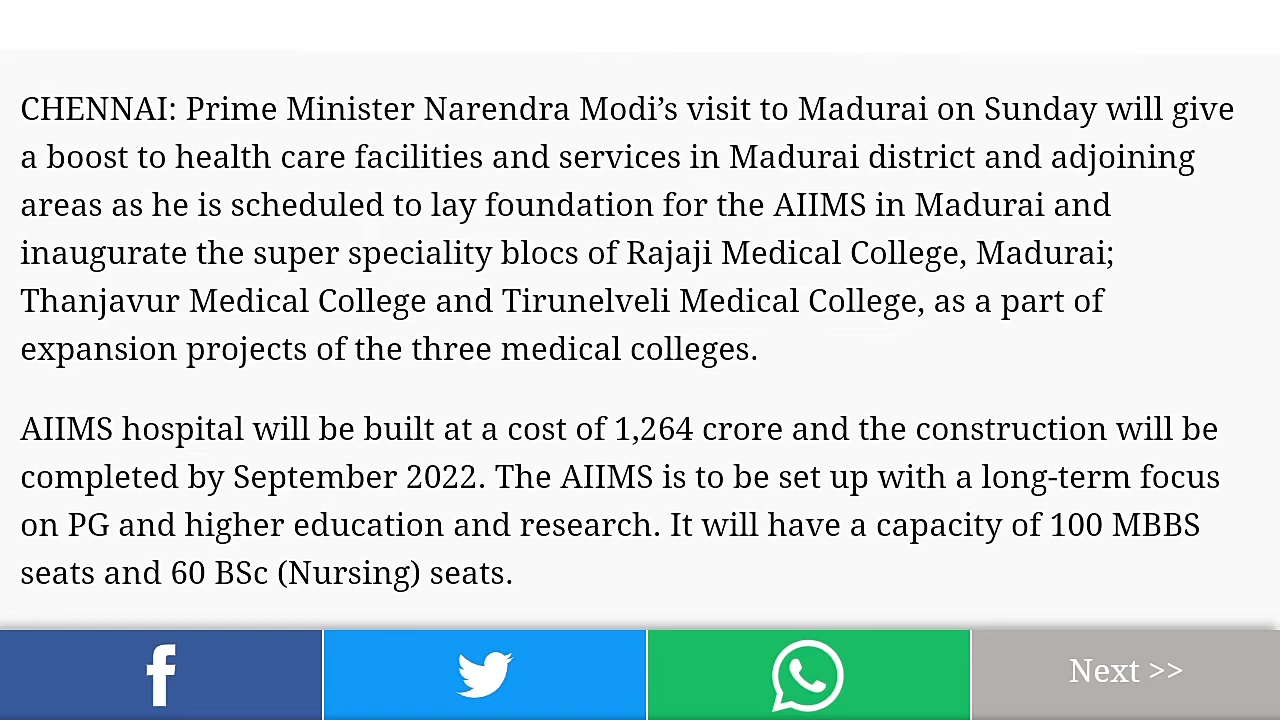 CHENNAI: Prime Minister Narendra Modi’s visit to Madurai on Sunday will give
a boost to health care facilities and services in Madurai district and adjoining
areas as he is scheduled to lay foundation for the AIIMS in Madurai and
inaugurate the super speciality blocs of Rajaji Medical College, Madurai;
Thanjavur Medical College and Tirunelveli Medical College, as a part of
expansion projects of the three medical colleges.
AIIMS hospital will be built at a cost of 1,264 crore and the construction will be
completed by September 2022. The AIIMS is to be set up with a long-term focus
on PG and higher education and research. It will have a capacity of 100 MBBS
seats and 60 BSc (Nursing) seats.
Next >>